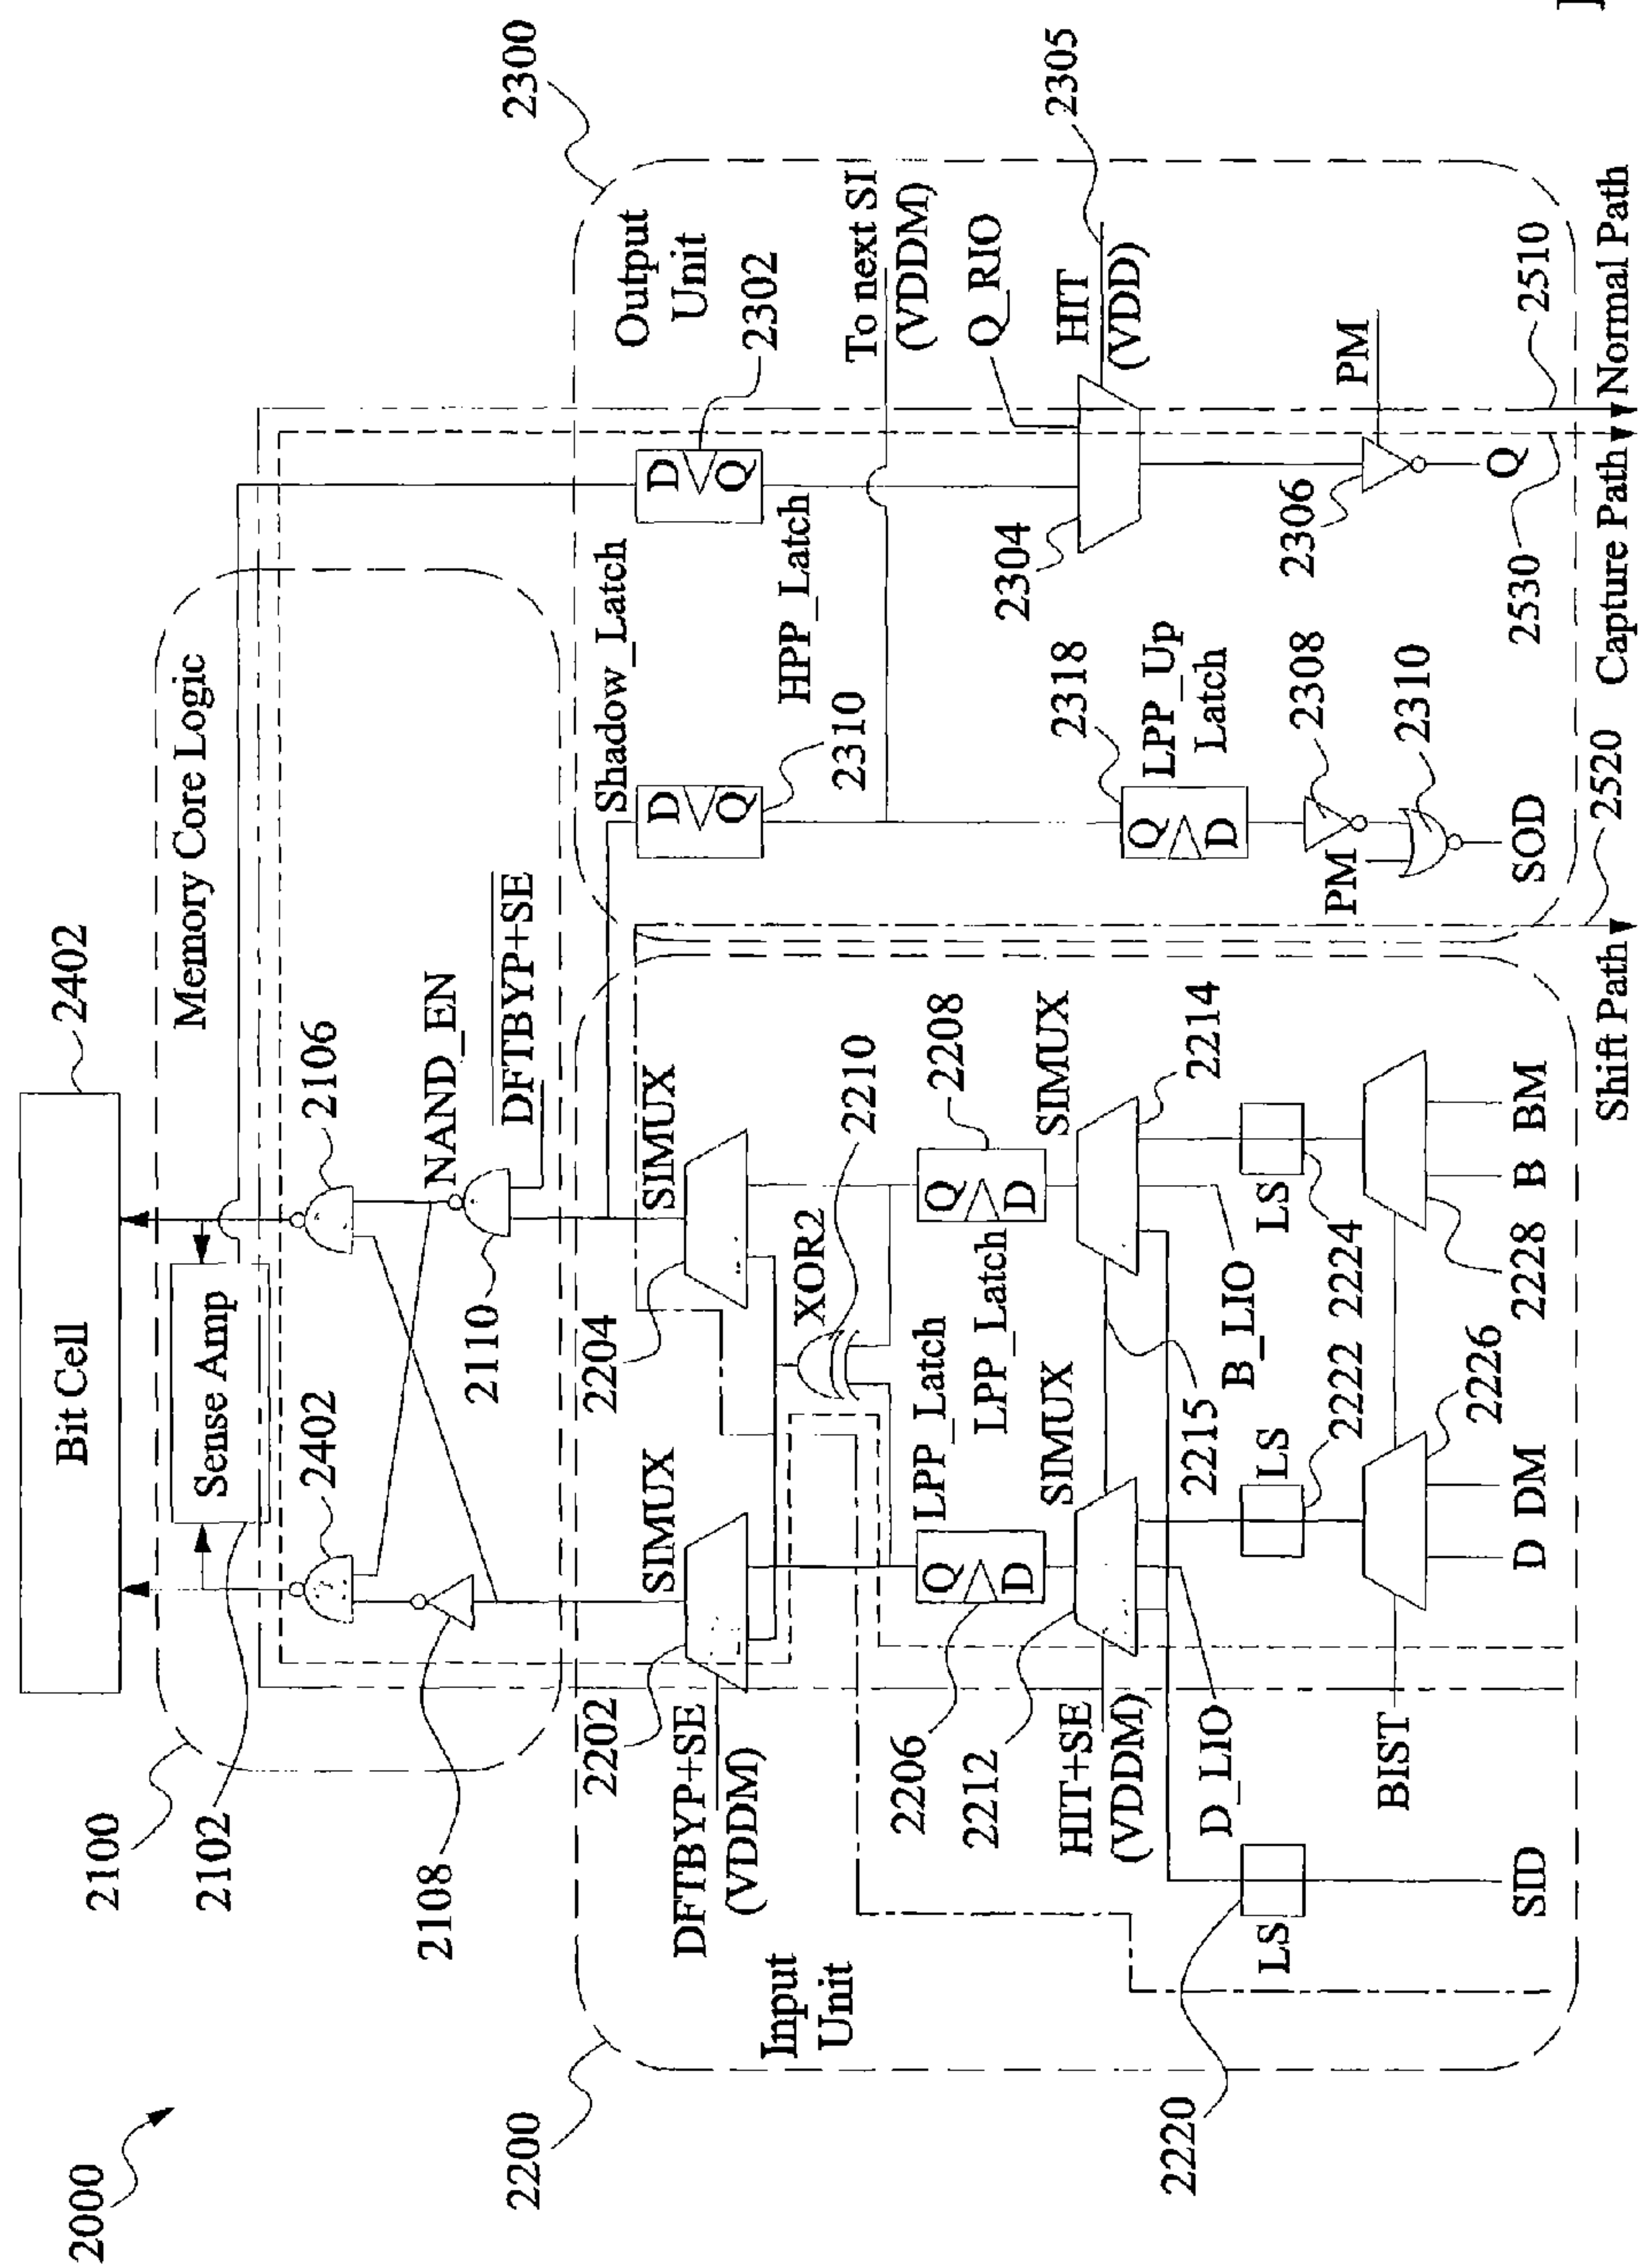 2000
Bit Cell
2402
2100
2102
Sense Amp
Memory Core Logic
2402
2106
2108
2110
NAND_EN
DFTBYP+SE
2200
Input
Unit
2202
SIMUX
2204
SIMUX
DFTBYP+SE
(VDDM)
XOR2
2210
2206
Q
D
LPP_Latch
LPP_Latch
Q
D
2208
2212
SIMUX
SIMUX
2214
HIT+SE
(VDDM)
2215
D_LIO
B_LIO
2220
LS
LS
2222
LS
2224
BIST
2226
2228
SID
D
DM
B
BM
2300
Output
Unit
Shadow_Latch
D
Q
2310
HPP_Latch
D
Q
2302
To next SI
(VDDM)
Q_RIO
HIT
(VDD)
2305
2304
2318
LPP_Up
Latch
Q
D
2308
PM
2310
SOD
2306
PM
Q
2530
2510
2520
Shift Path
Capture Path
Normal Path